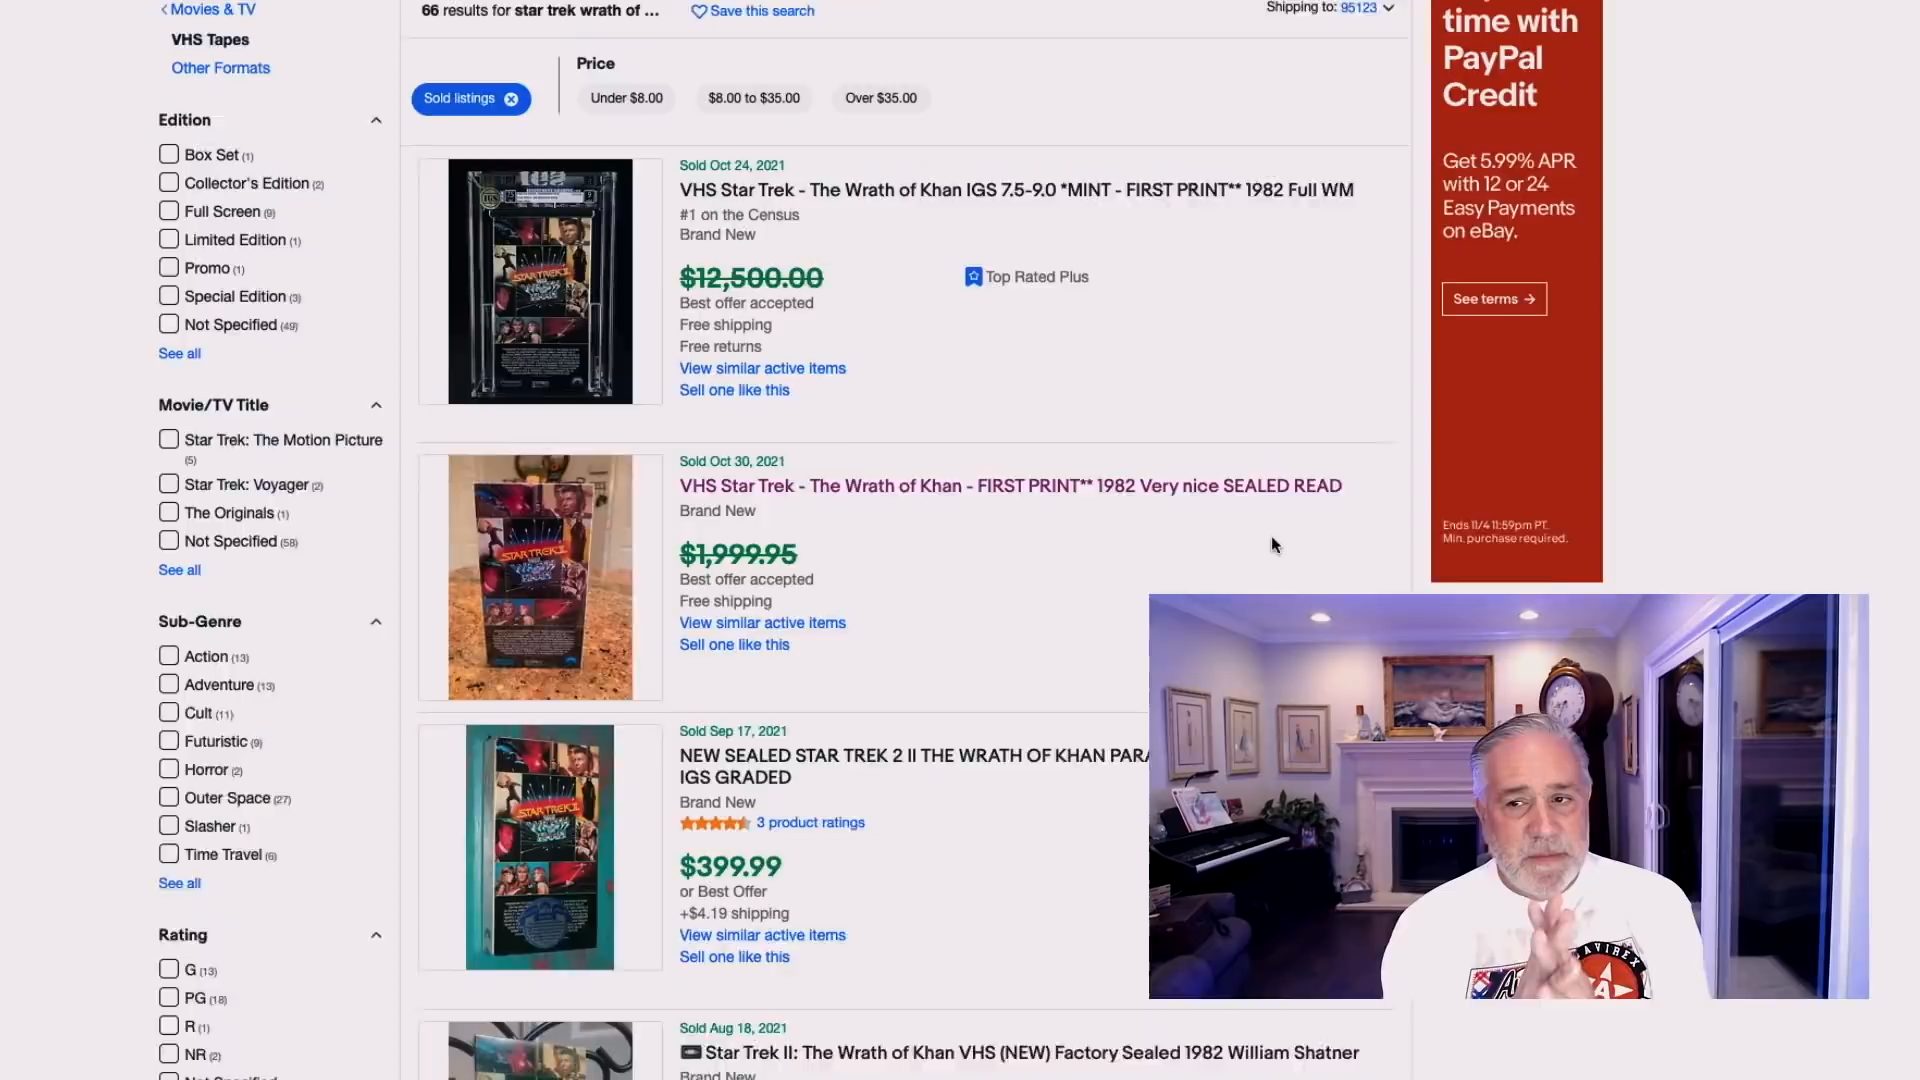 Movies & TV
VHS Tapes
Other Formats
Edition
Box Set (1)
Collector's Edition (2)
Full Screen (9)
Limited Edition (1)
Promo (1)
Special Edition (3)
Not Specified (49)
See all
Movie/TV Title
Star Trek: The Motion Picture
(5)
Star Trek: Voyager (2)
The Originals (1)
Not Specified (58)
See all
Sub-Genre
Action (13)
Adventure (13)
Cult (11)
Futuristic (9)
Horror (2)
Outer Space (27)
Slasher (1)
Time Travel (6)
See all
Rating
G (13)
PG (18)
R (1)
NR (2)
66 results for star trek wrath of ...
Save this search
Shipping to: 95123
Sold listings
Price
Under $8.00
$8.00 to $35.00
Over $35.00
Sold Oct 24, 2021
VHS Star Trek - The Wrath of Khan IGS 7.5-9.0 *MINT - FIRST PRINT** 1982 Full WM
#1 on the Census
Brand New
$12,500.00
Top Rated Plus
Best offer accepted
Free shipping
Free returns
View similar active items
Sell one like this
IGS
STAR TREK II
Sold Oct 30, 2021
VHS Star Trek - The Wrath of Khan - FIRST PRINT** 1982 Very nice SEALED READ
Brand New
$1,999.95
Best offer accepted
Free shipping
View similar active items
Sell one like this
STAR TREK II
Sold Sep 17, 2021
NEW SEALED STAR TREK 2 II THE WRATH OF KHAN PARA
IGS GRADED
Brand New
3 product ratings
$399.99
or Best Offer
+$4.19 shipping
View similar active items
Sell one like this
STAR TREK II
Sold Aug 18, 2021
Star Trek II: The Wrath of Khan VHS (NEW) Factory Sealed 1982 William Shatner
Brand New
time with
PayPal
Credit
Get 5.99% APR
with 12 or 24
Easy Payments
on eBay.
See terms →
Ends 11/4 11:59pm PT.
Min. purchase required.
AVIREX